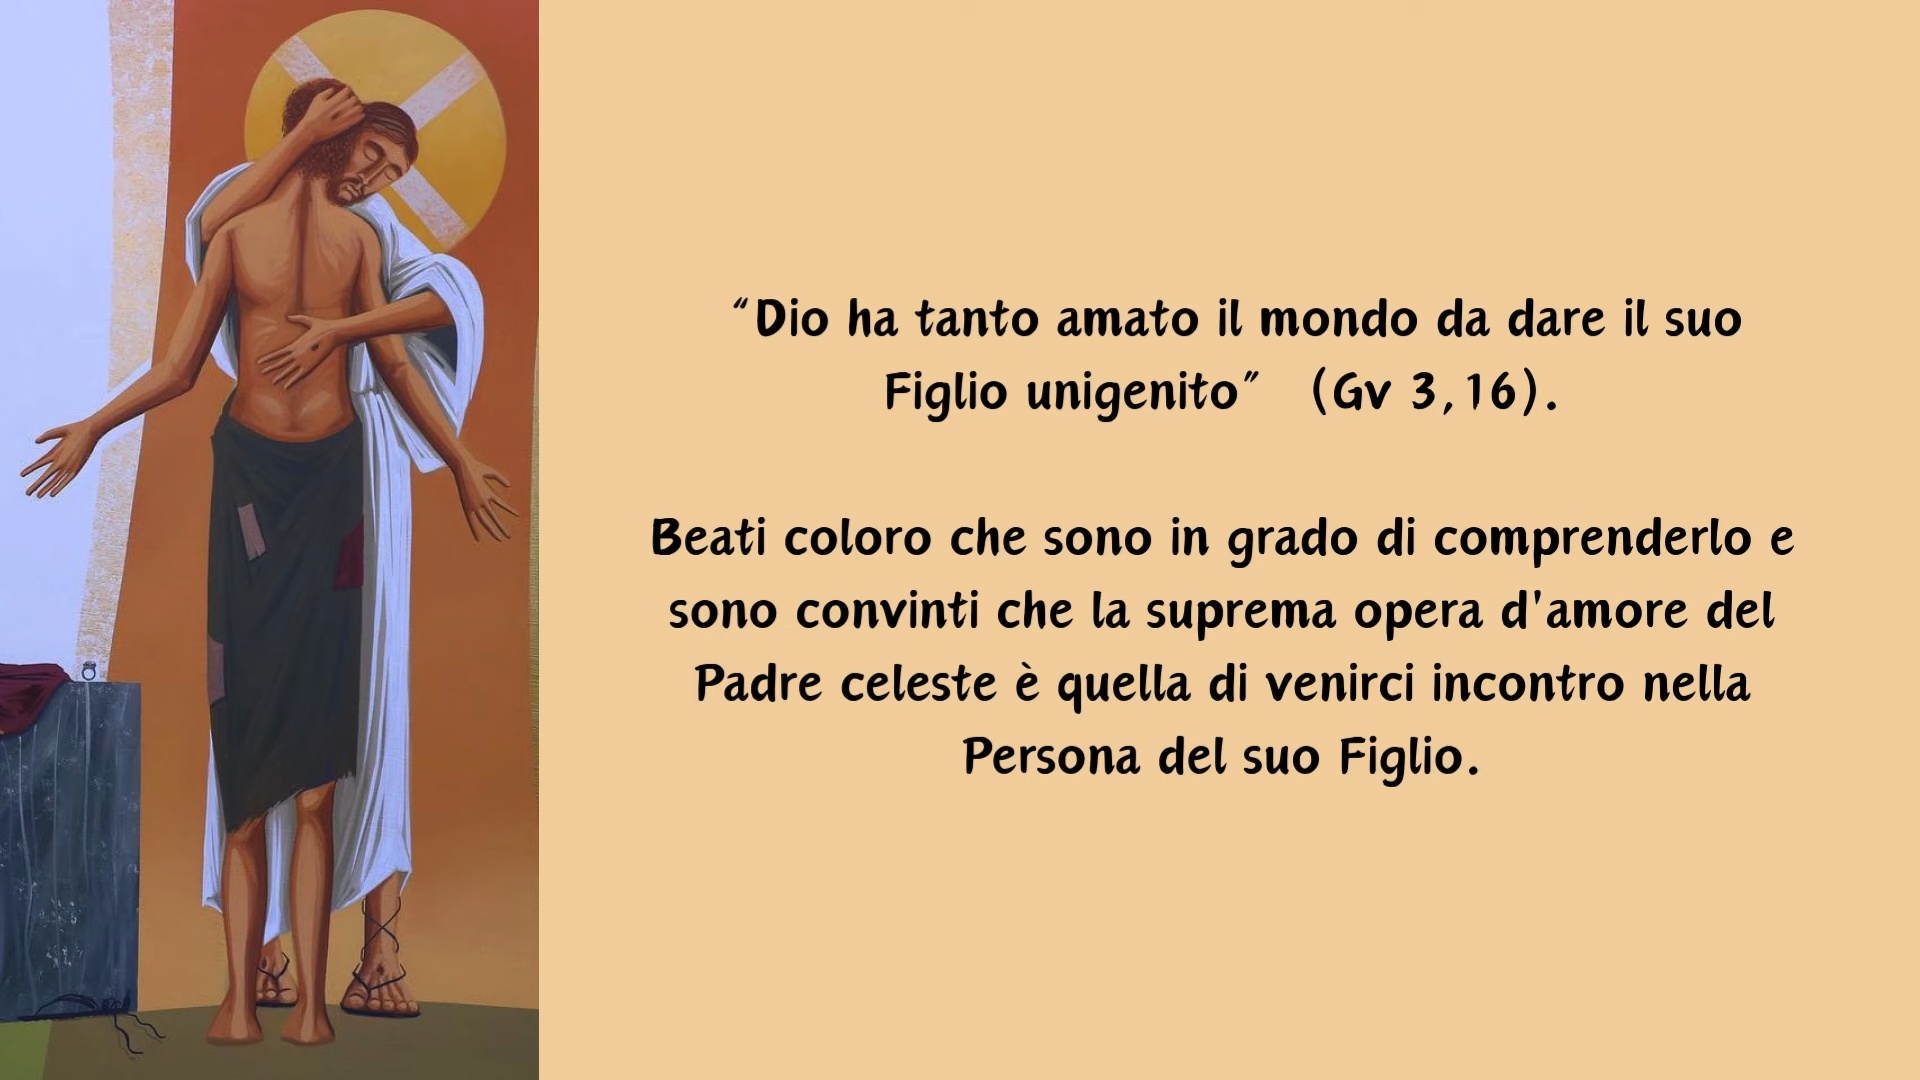 “Dio ha tanto amato il mondo da dare il suo
Figlio unigenito” (Gv 3,16).
Beati coloro che sono in grado di comprenderlo e
sono convinti che la suprema opera d'amore del
Padre celeste è quella di venirci incontro nella
Persona del suo Figlio.